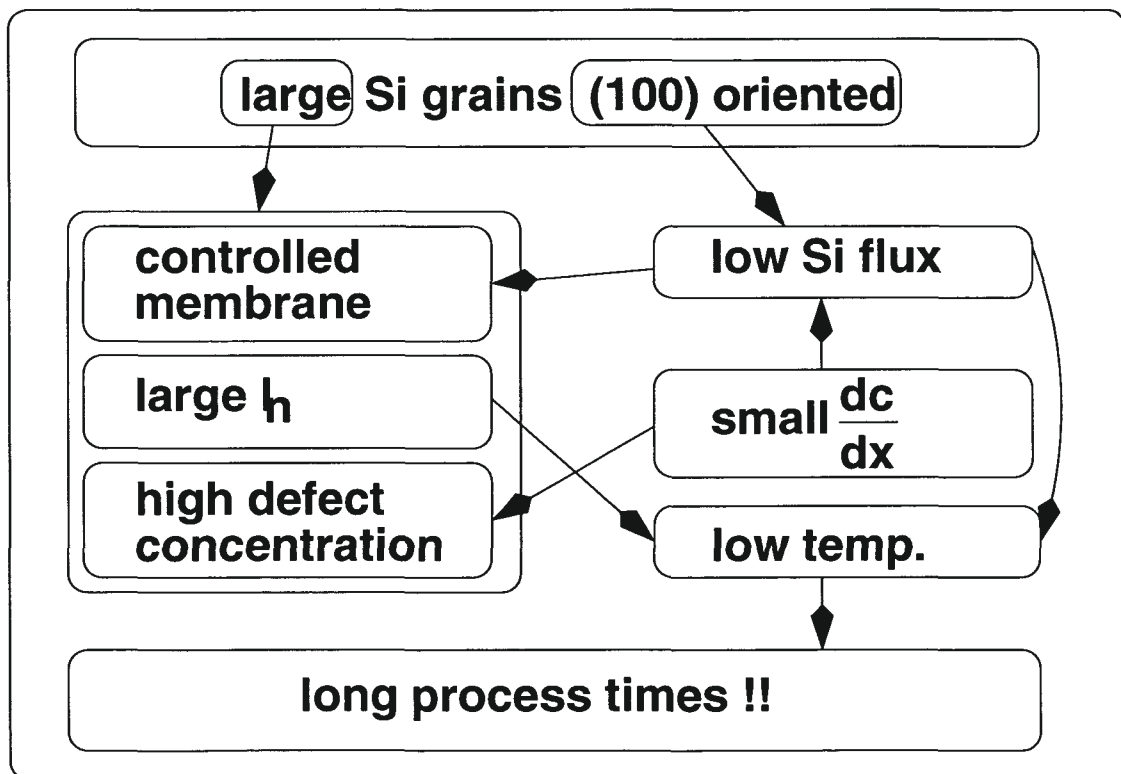 large Si grains (100) oriented
controlled
membrane
low Si flux
large lh
small dc/dx
high defect
concentration
low temp.
long process times !!